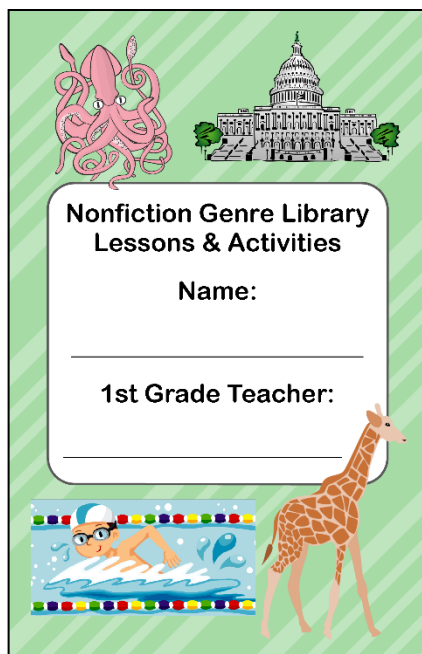 Nonfiction Genre Library
Lessons & Activities
Name:
1st Grade Teacher: